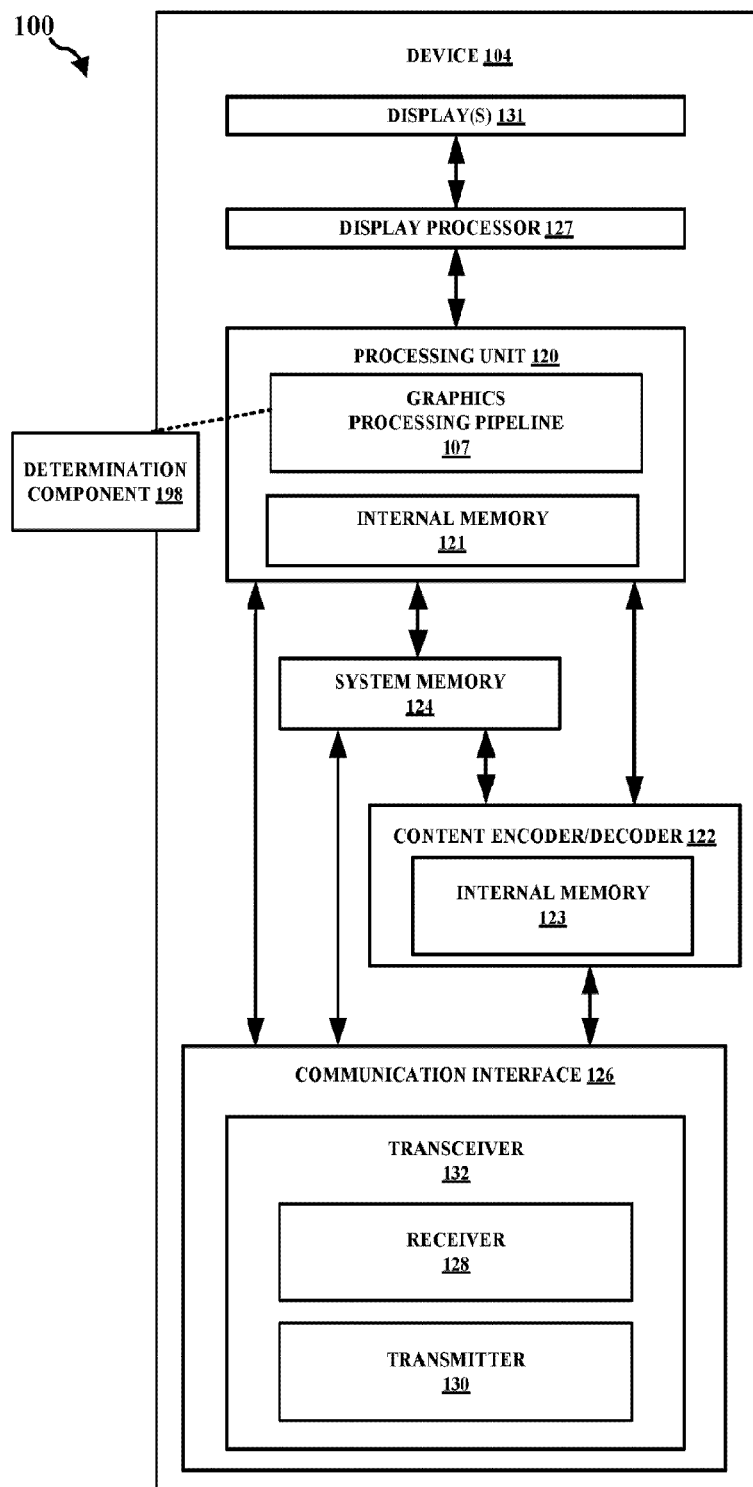 100
DEVICE 104
DISPLAY(S) 131
DISPLAY PROCESSOR 127
PROCESSING UNIT 120
GRAPHICS
PROCESSING PIPELINE
107
DETERMINATION
COMPONENT 198
INTERNAL MEMORY
121
SYSTEM MEMORY
124
CONTENT ENCODER/DECODER 122
INTERNAL MEMORY
123
COMMUNICATION INTERFACE 126
TRANSCEIVER
132
RECEIVER
128
TRANSMITTER
130